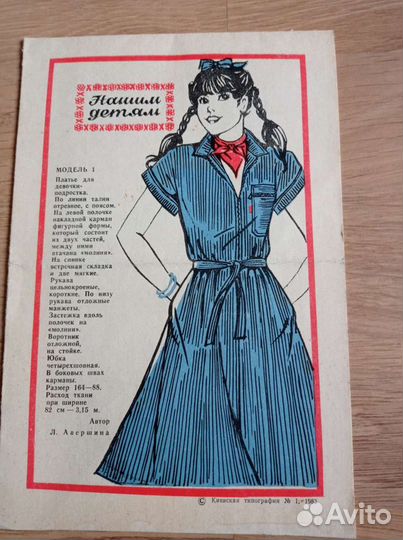 Нашим
детям
МОДЕЛЬ 1
Платье для
девочки-
подростка.
По линии талии
отрезное, с поясом.
На левой полочке
накладной карман
фигурной формы,
который состоит
из двух частей,
между ними
втачана «молния».
На спинке
встречная складка
и две мягкие.
Рукава
цельнокроеные,
короткие. По низу
рукава отложные
манжеты.
Застежка вдоль
полочек на
«молнии».
Воротник
отложной,
на стойке.
Юбка
четырехшовная.
В боковых швах
карманы.
Размер 164—88.
Расход ткани
при ширине
82 см — 3,15 м.
Автор
Л. Авершина
© Киевская типография № 1,
Avito